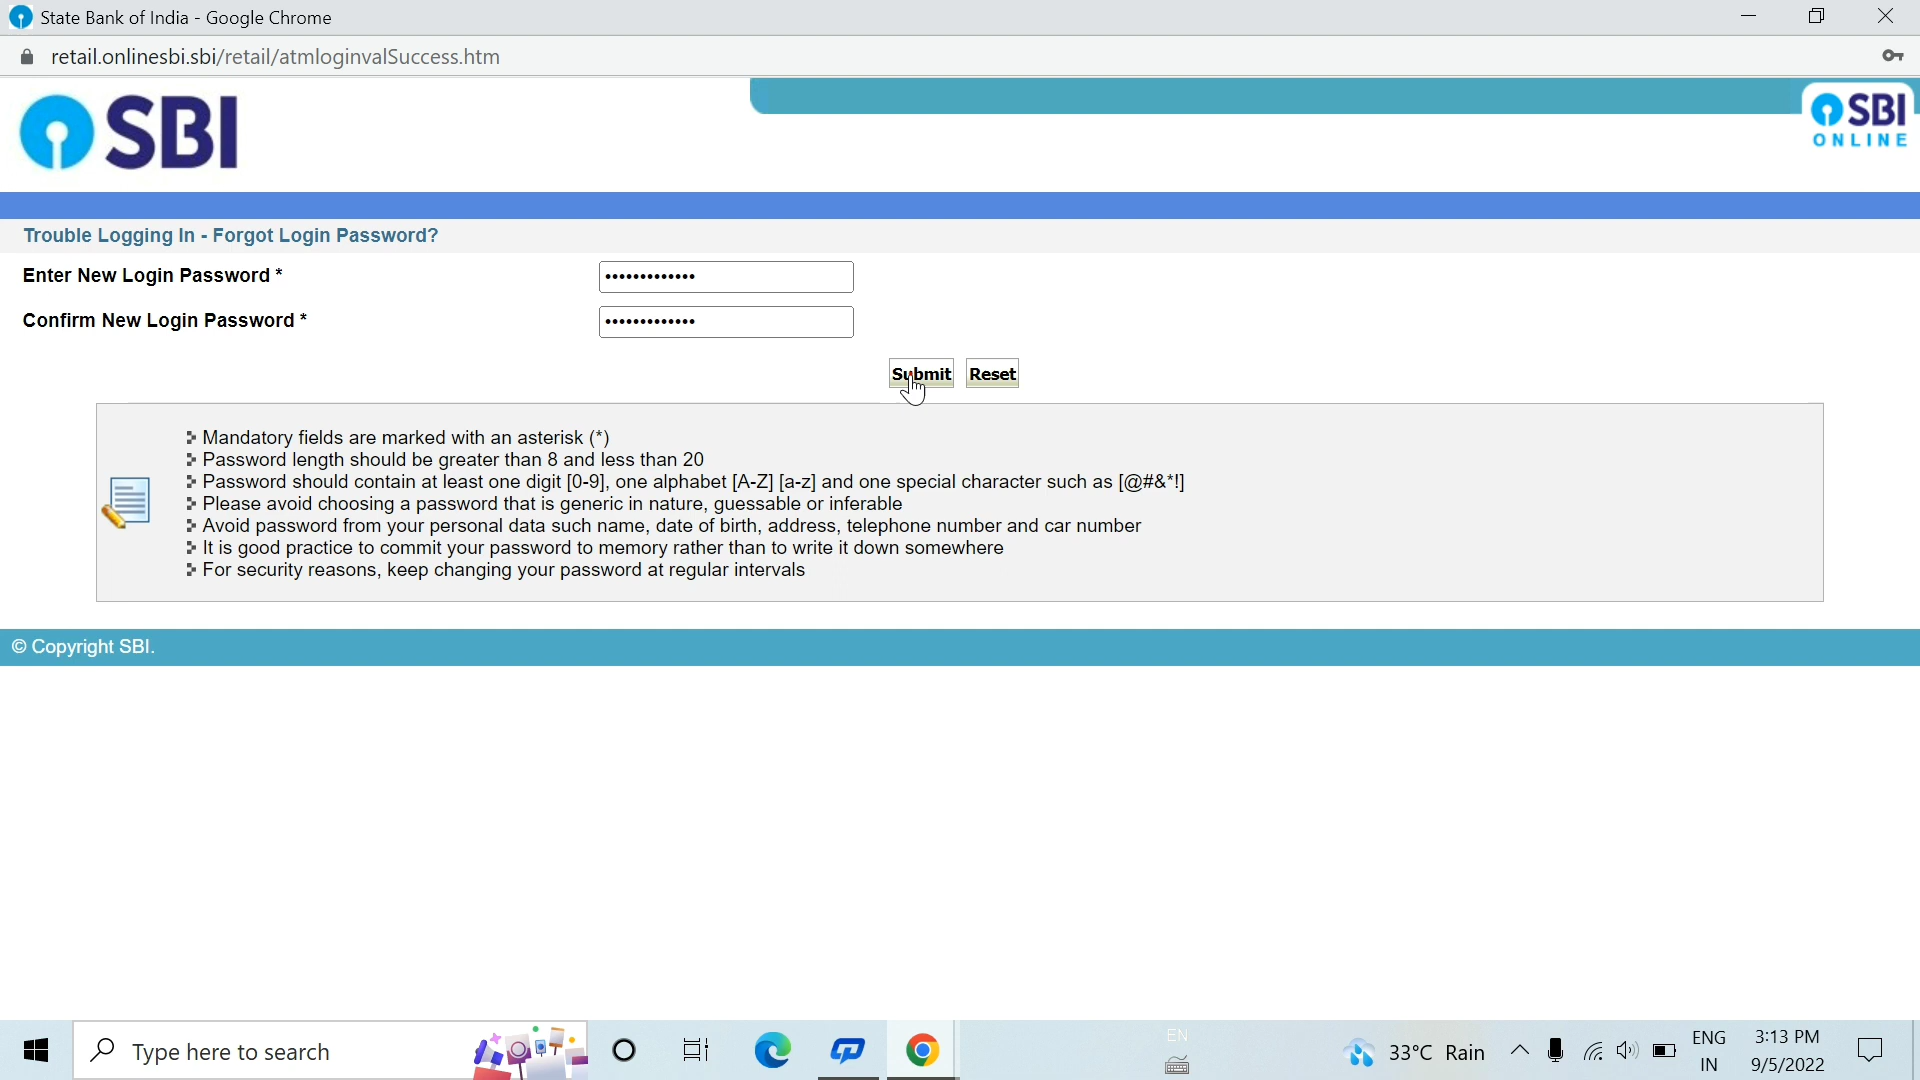 State Bank of India - Google Chrome
retail.onlinesbi.sbi/retail/atmloginvalSuccess.htm
SBI
SBI
ONLINE
Trouble Logging In - Forgot Login Password?
Enter New Login Password * •••••••••••••
Confirm New Login Password * •••••••••••••
Submit Reset
Mandatory fields are marked with an asterisk (*)
Password length should be greater than 8 and less than 20
Password should contain at least one digit [0-9], one alphabet [A-Z] [a-z] and one special character such as [@#&*!]
Please avoid choosing a password that is generic in nature, guessable or inferable
Avoid password from your personal data such name, date of birth, address, telephone number and car number
It is good practice to commit your password to memory rather than to write it down somewhere
For security reasons, keep changing your password at regular intervals
© Copyright SBI.
Type here to search
EN
33°C Rain
ENG
IN
3:13 PM
9/5/2022